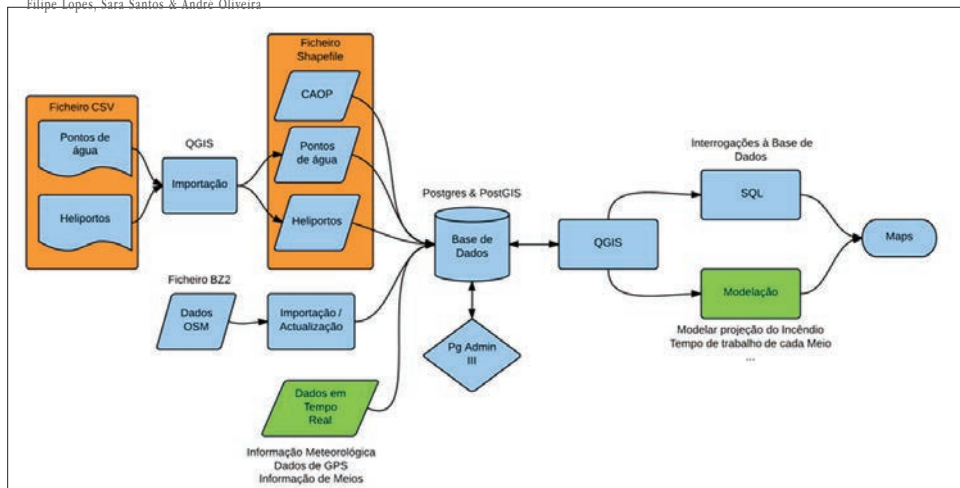 Filipe Lopes, Sara Santos & André Oliveira
Ficheiro
Shapefile
CAOP
Ficheiro CSV
Pontos de
água
Heliportos
QGIS
Importação
Pontos
de água
Heliportos
Postgres & PostGIS
Base de
Dados
QGIS
Interrogações à Base de
Dados
SQL
Maps
Modelação
Modelar projeção do Incêndio
Tempo de trabalho de cada Meio
...
Ficheiro BZ2
Dados
OSM
Importação /
Actualização
Pg Admin
III
Dados em
Tempo
Real
Informação Meteorológica
Dados de GPS
Informação de Meios